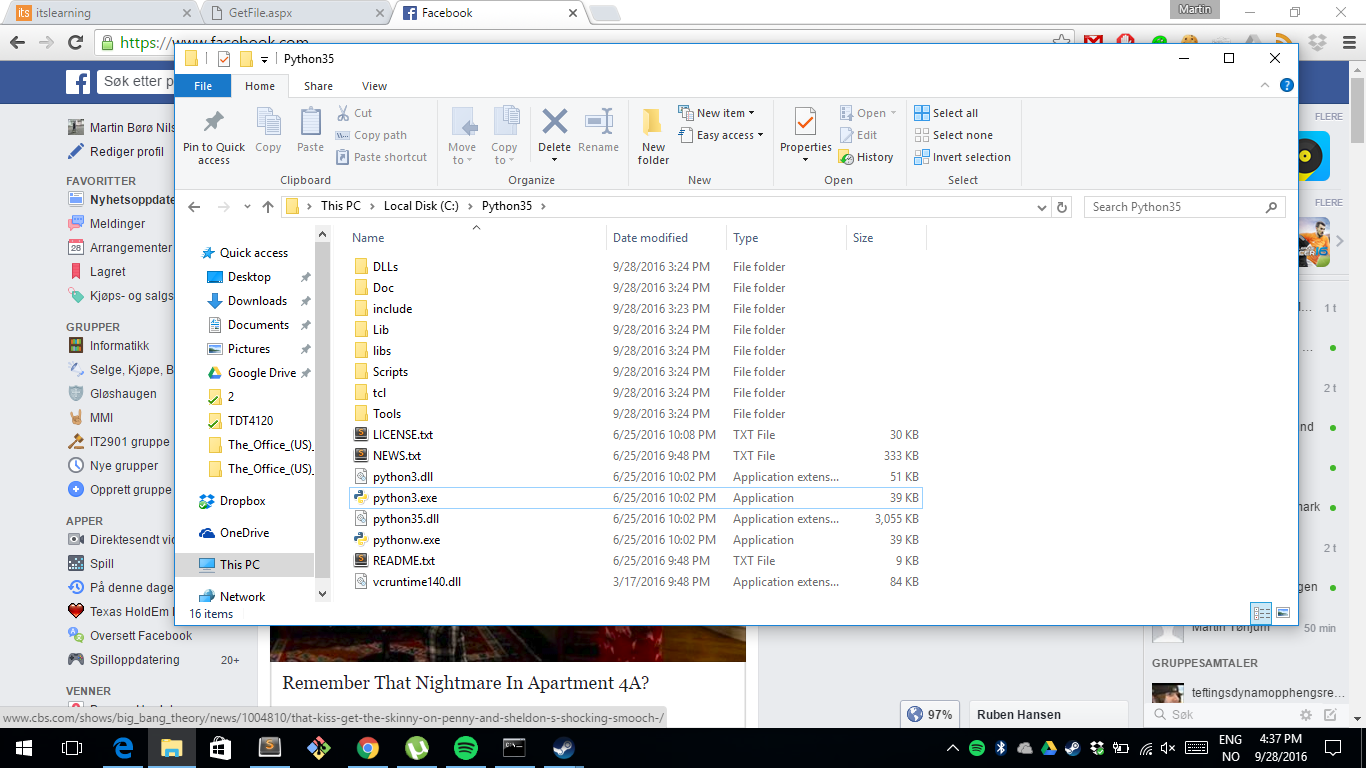 its itslearning
GetFile.aspx
Facebook
Martin
https://www.facebook.com
Python35
File
Home
Share
View
Pin to Quick access
Copy
Paste
Cut
Copy path
Paste shortcut
Clipboard
Move to
Copy to
Delete
Rename
Organize
New folder
New item
Easy access
New
Properties
Open
Edit
History
Open
Select all
Select none
Invert selection
Select
This PC
Local Disk (C:)
Python35
Search Python35
Name
Date modified
Type
Size
Quick access
Desktop
Downloads
Documents
Pictures
Google Drive
2
TDT4120
The_Office_(US)_
The_Office_(US)_
Dropbox
OneDrive
This PC
Network
DLLs 9/28/2016 3:24 PM File folder
Doc 9/28/2016 3:24 PM File folder
include 9/28/2016 3:23 PM File folder
Lib 9/28/2016 3:24 PM File folder
libs 9/28/2016 3:24 PM File folder
Scripts 9/28/2016 3:24 PM File folder
tcl 9/28/2016 3:24 PM File folder
Tools 9/28/2016 3:24 PM File folder
LICENSE.txt 6/25/2016 10:08 PM TXT File 30 KB
NEWS.txt 6/25/2016 9:48 PM TXT File 333 KB
python3.dll 6/25/2016 10:02 PM Application extens... 51 KB
python3.exe 6/25/2016 10:02 PM Application 39 KB
python35.dll 6/25/2016 10:02 PM Application extens... 3,055 KB
pythonw.exe 6/25/2016 10:02 PM Application 39 KB
README.txt 6/25/2016 9:48 PM TXT File 9 KB
vcruntime140.dll 3/17/2016 9:48 PM Application extens... 84 KB
16 items
Søk etter p
Martin Børø Nils
Rediger profil
FAVORITTER
Nyhetsoppdate
Meldinger
28 Arrangementer
Lagret
Kjøps- og salgs
GRUPPER
Informatikk
Selge, Kjøpe, B
Gløshaugen
MMI
IT2901 gruppe
Nye grupper
Opprett gruppe
APPER
Direktesendt vid
Spill
På denne dage
Texas HoldEm
Oversett Facebook
Spilloppdatering 20+
VENNER
Remember That Nightmare In Apartment 4A?
www.cbs.com/shows/big_bang_theory/news/1004810/that-kiss-get-the-skinny-on-penny-and-sheldon-s-shocking-smooch-/
97%
Ruben Hansen
FLERE
FLERE
1 t
...
2 t
nd
mark
2 t
gen
Martin Tønjum 50 min
GRUPPESAMTALER
teftingsdynamopphengsre...
Søk
ENG
NO
4:37 PM
9/28/2016